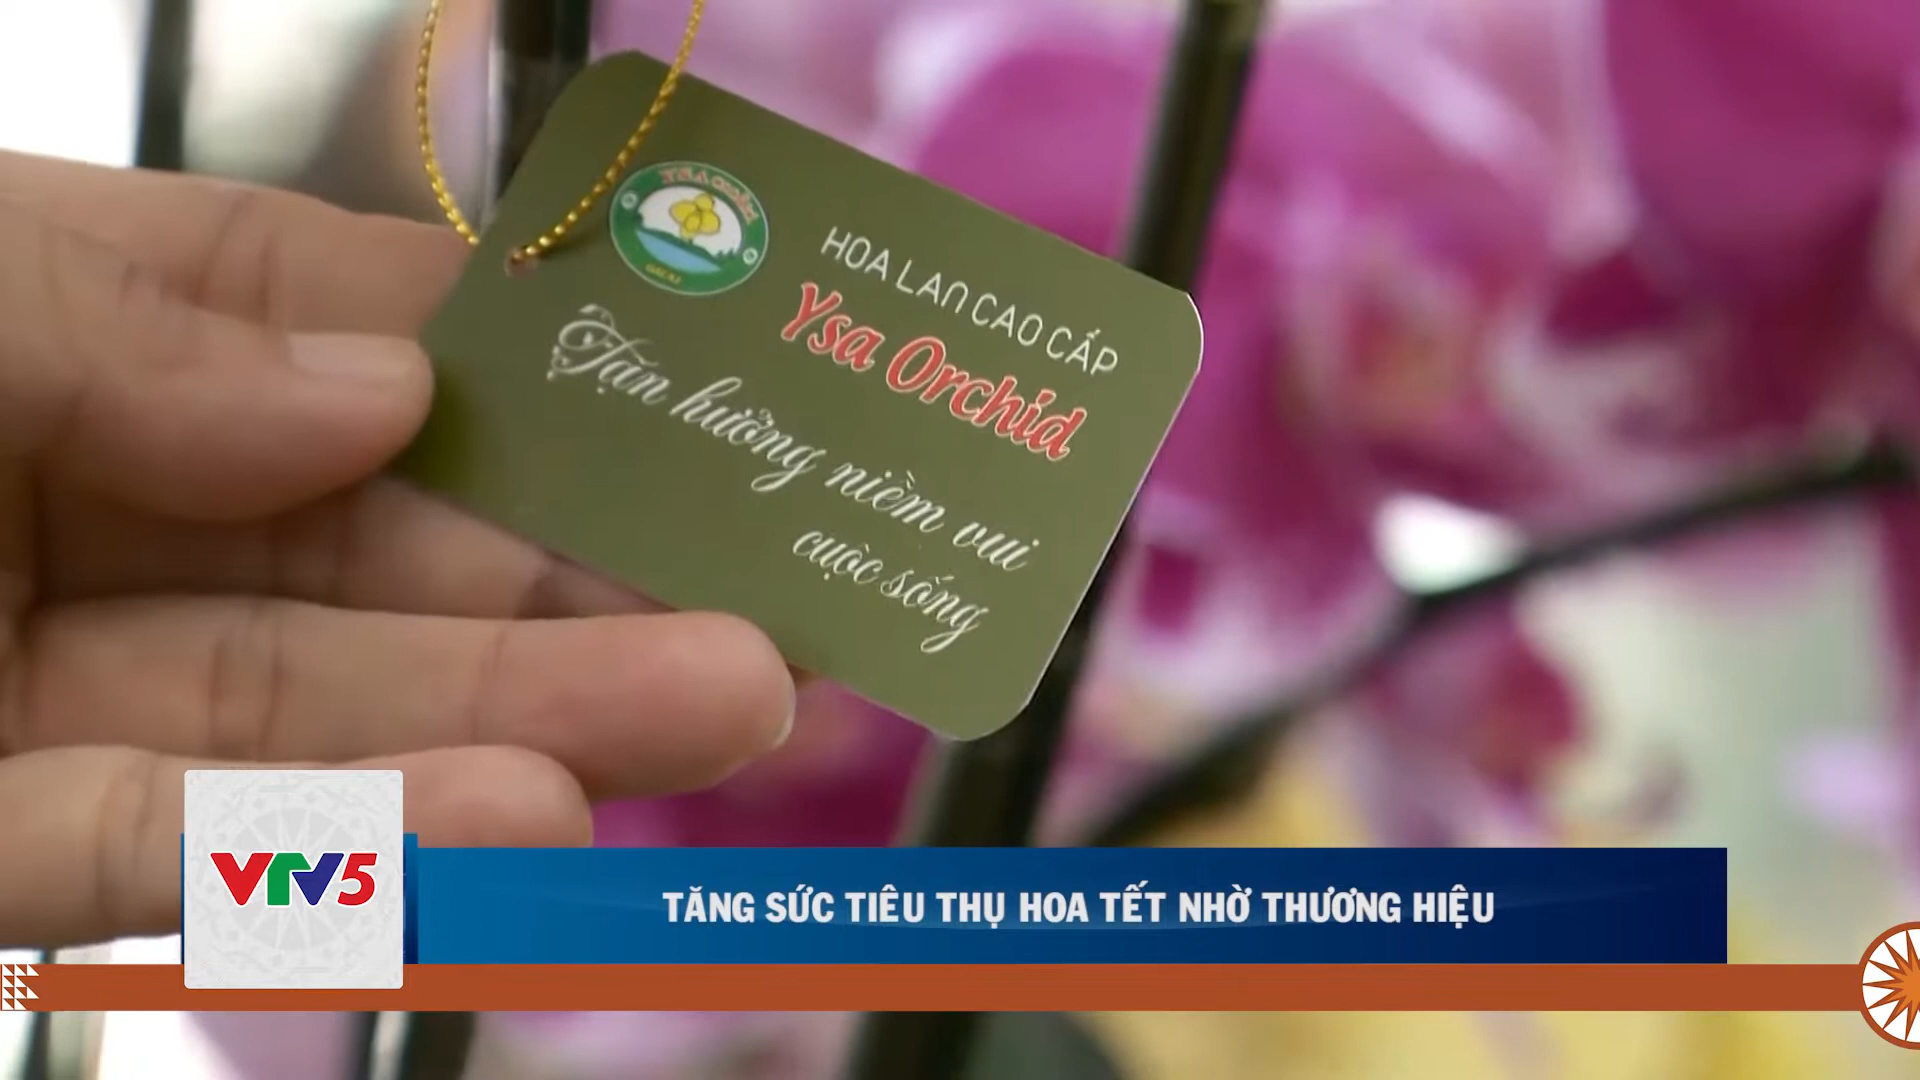 HOA LAN CAO CẤP
Ysa Orchid
Tận hưởng niềm vui
cuộc sống
VTV5
TĂNG SỨC TIÊU THỤ HOA TẾT NHỜ THƯƠNG HIỆU